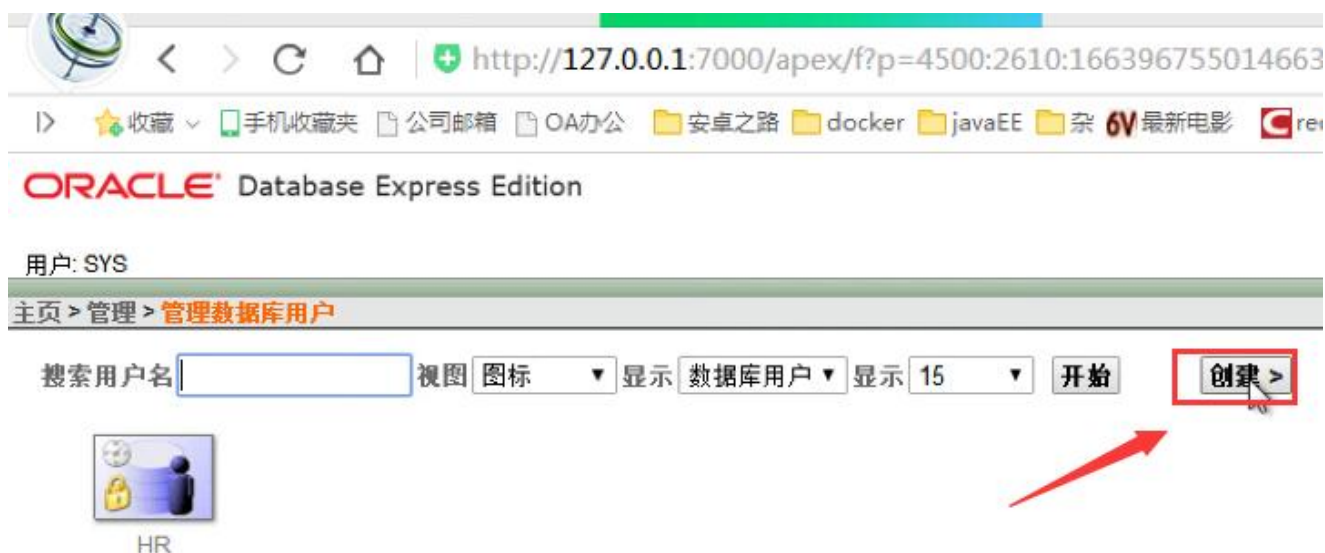 http://127.0.0.1:7000/apex/f?p=4500:2610:166396755014663
收藏 手机收藏夹 公司邮箱 OA办公 安卓之路 docker javaEE 杂 6V 最新电影
ORACLE® Database Express Edition
用户: SYS
主页 > 管理 > 管理数据库用户
搜索用户名 视图 图标 显示 数据库用户 显示 15 开始 创建 >
HR